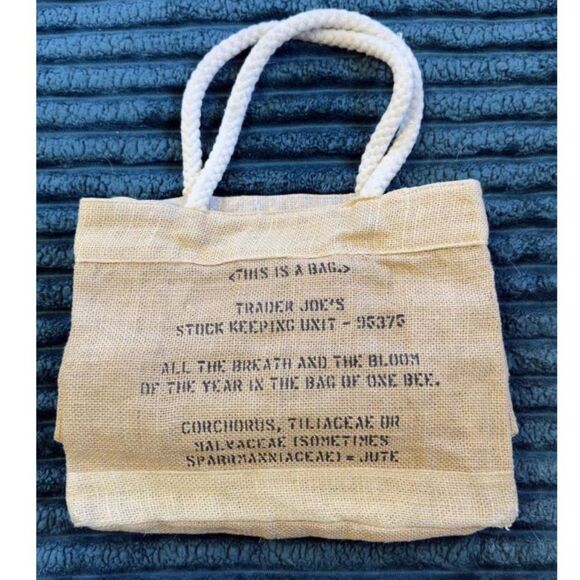 <THIS IS A BAG.>
TRADER JOE'S
STOCK KEEPING UNIT - 95375
ALL THE BREATH AND THE BLOOM
OF THE YEAR IN THE BAG OF ONE BEE.
CORCHORUS, TILIACEAE OR
MALVACEAE (SOMETIMES
SPARRMANNIACEAE) = JUTE